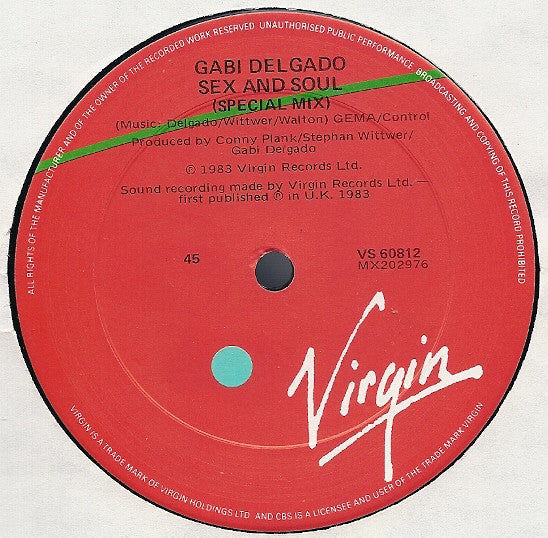 ALL RIGHTS OF THE MANUFACTURER AND OF THE OWNER OF THE RECORDED WORK RESERVED. UNAUTHORISED PUBLIC PERFORMANCE, BROADCASTING AND COPYING OF THIS RECORD PROHIBITED
GABI DELGADO
SEX AND SOUL
(SPECIAL MIX)
(Music: Delgado/Wittwer/Walton) GEMA/Control
Produced by Conny Plank/Stephan Wittwer/
Gabi Delgado
© 1983 Virgin Records Ltd.
Sound recording made by Virgin Records Ltd. —
first published ℗ in U.K. 1983
45
VS 60812
MX202976
Virgin
VIRGIN IS A TRADE MARK OF VIRGIN HOLDINGS LTD. AND CBS IS A LICENSEE AND USER OF THE TRADE MARK VIRGIN